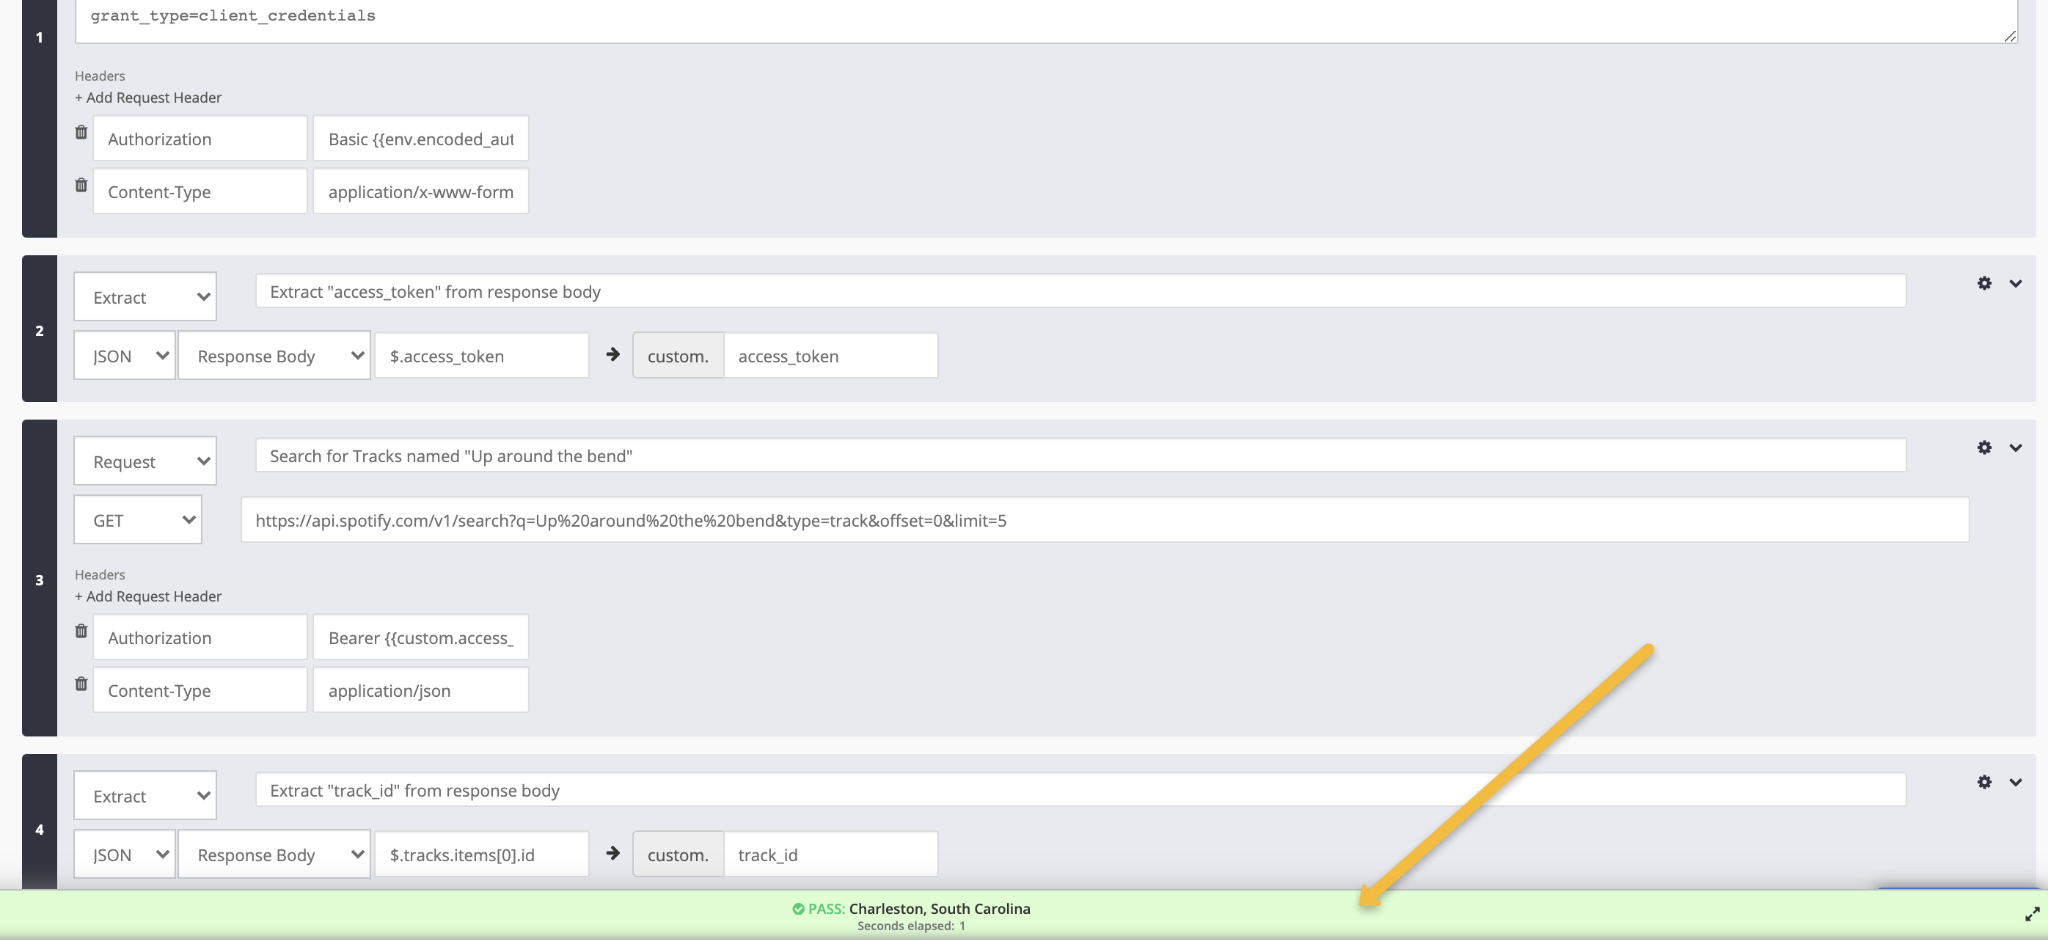 grant_type=client_credentials
1
Headers
+ Add Request Header
Authorization Basic {{env.encoded_aut
Content-Type application/x-www-form
Extract Extract "access_token" from response body
2
JSON Response Body $.access_token custom. access_token
Request Search for Tracks named "Up around the bend"
GET https://api.spotify.com/v1/search?q=Up%20around%20the%20bend&type=track&offset=0&limit=5
3
Headers
+ Add Request Header
Authorization Bearer {{custom.access_
Content-Type application/json
Extract Extract "track_id" from response body
4
JSON Response Body $.tracks.items[0].id custom. track_id
PASS: Charleston, South Carolina
Seconds elapsed: 1